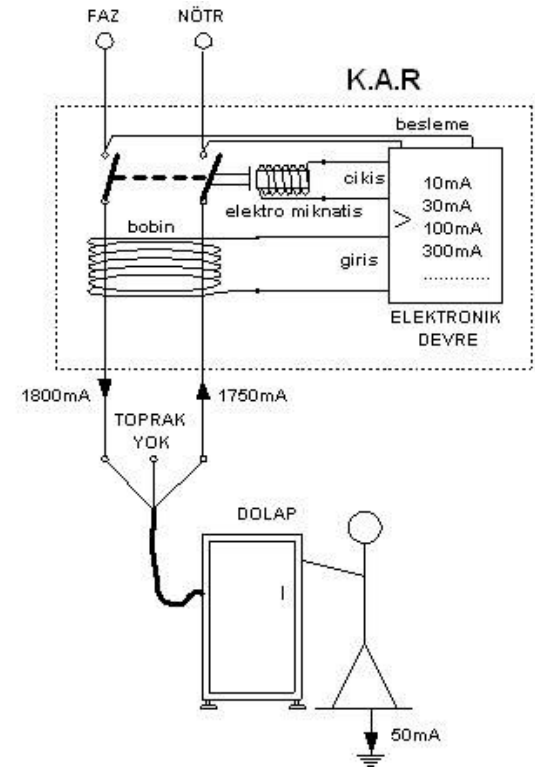 FAZ NÖTR
K.A.R
besleme
cikis
10mA
30mA
100mA
300mA
............
elektro miknatis
bobin
giris
ELEKTRONIK
DEVRE
1800mA 1750mA
TOPRAK
YOK
DOLAP
50mA